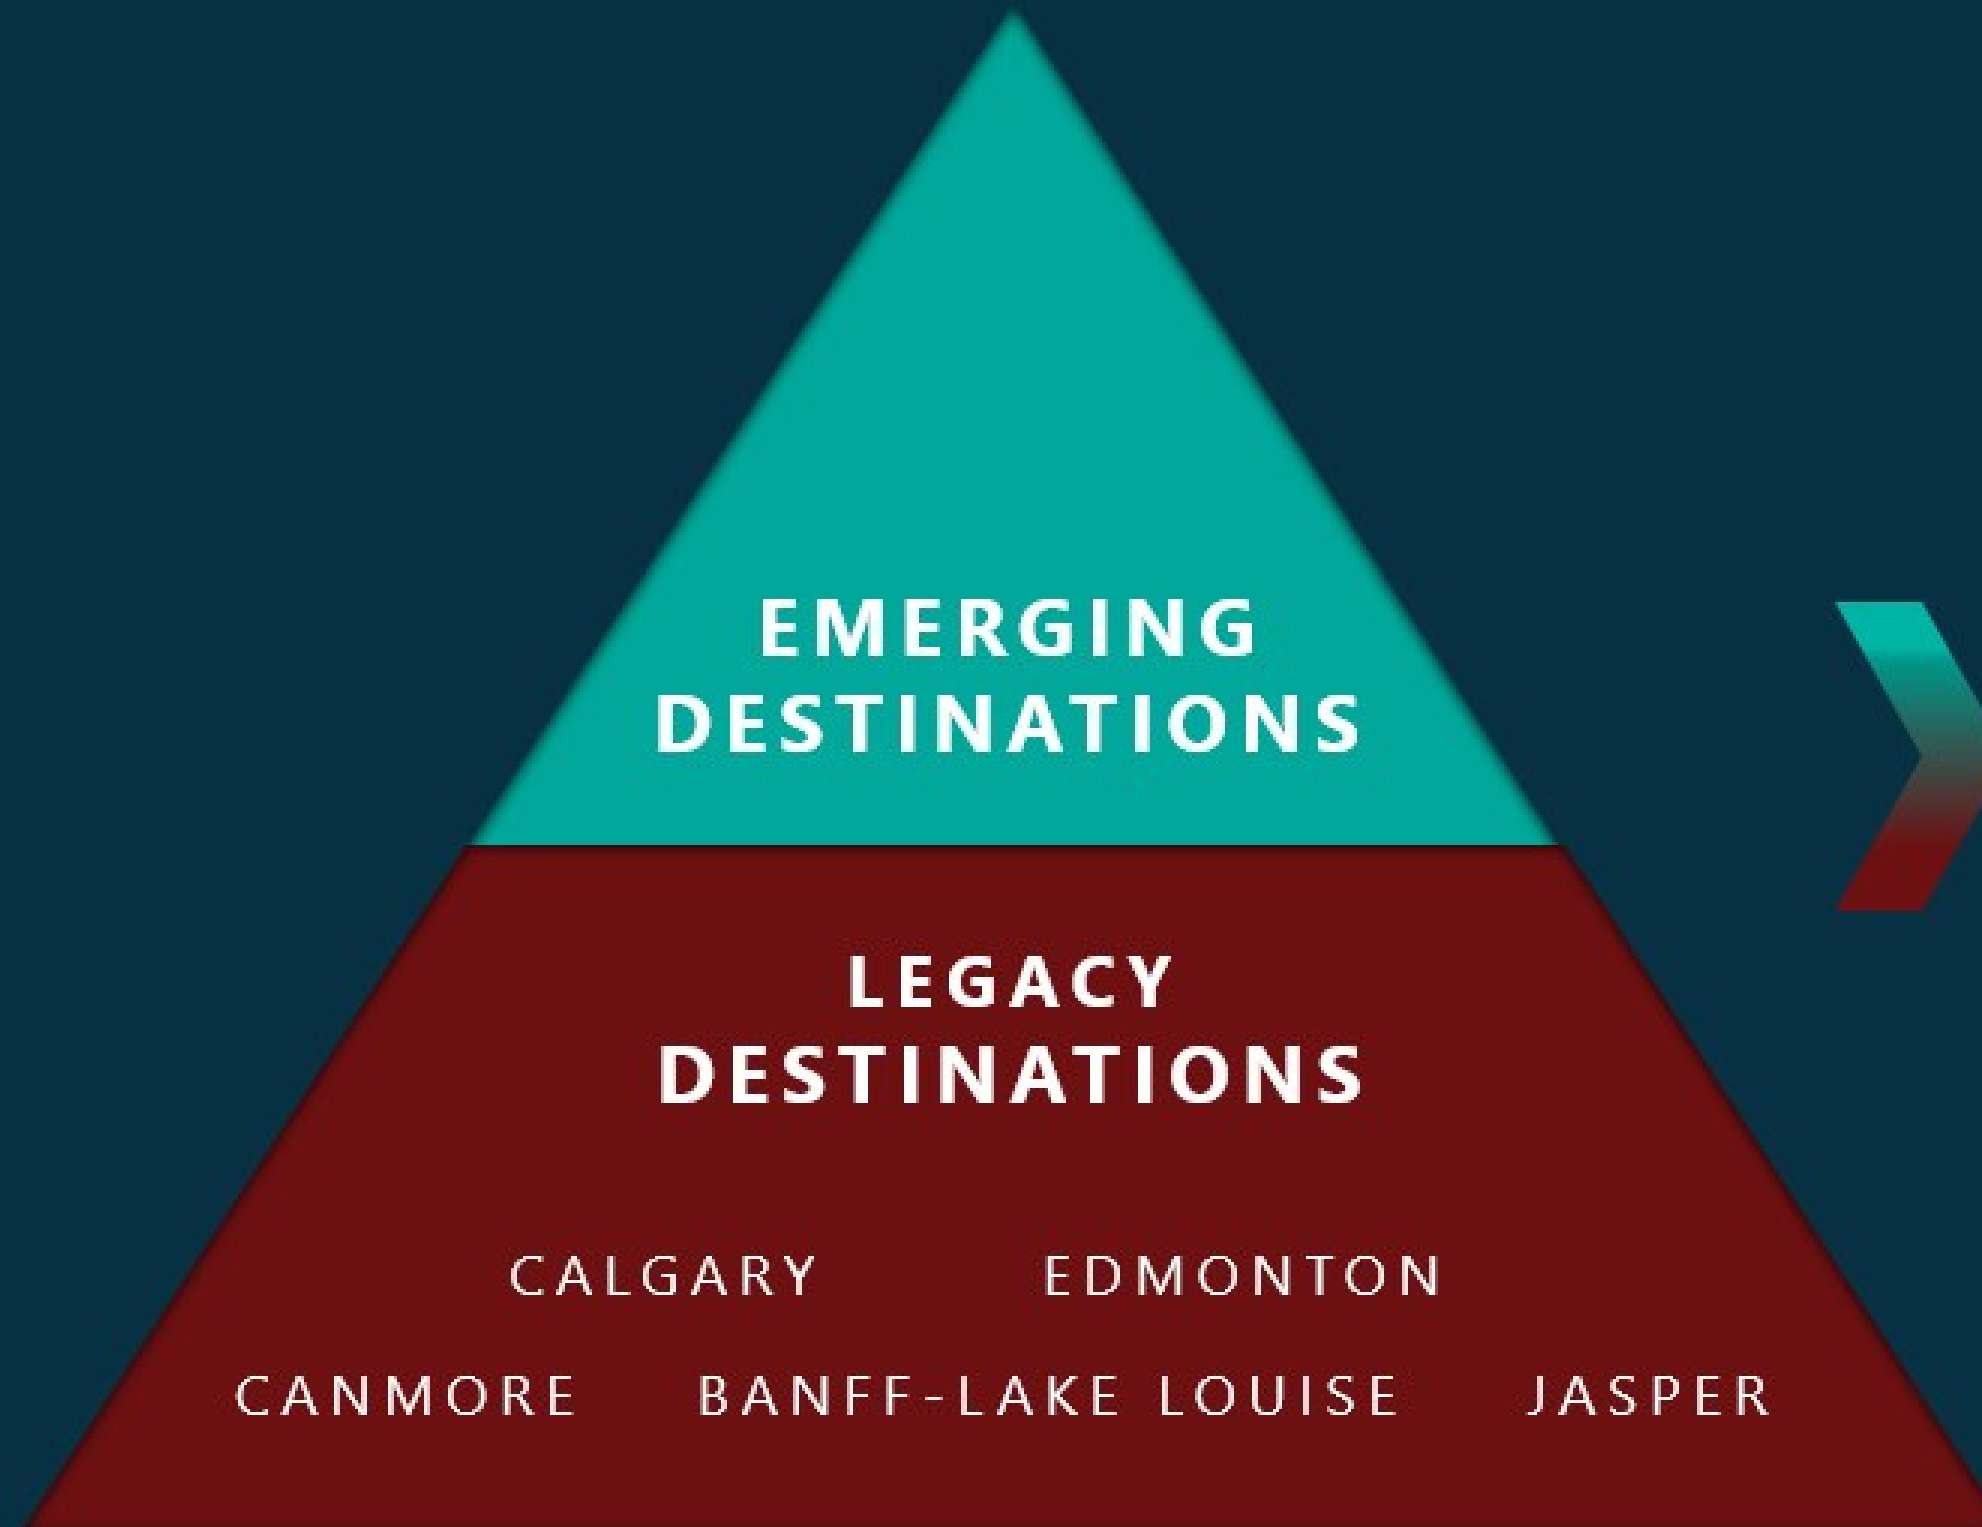 EMERGING
DESTINATIONS
LEGACY
DESTINATIONS
CALGARY EDMONTON
CANMORE BANFF-LAKE LOUISE JASPER